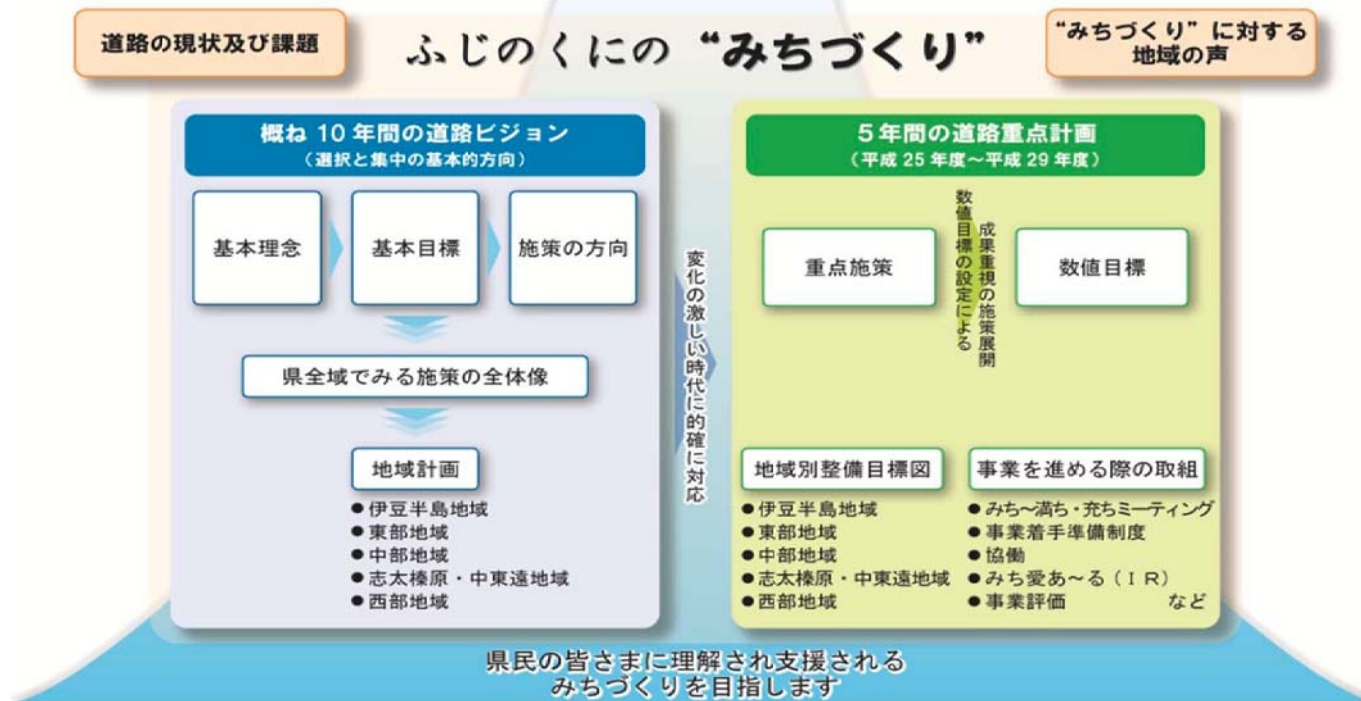 道路の現状及び課題
ふじのくにの“みちづくり”
“みちづくり”に対する
地域の声
概ね 10 年間の道路ビジョン
(選択と集中の基本的方向)
基本理念
基本目標
施策の方向
県全域でみる施策の全体像
地域計画
●伊豆半島地域
●東部地域
●中部地域
●志太榛原・中東遠地域
●西部地域
変化の激しい時代に的確に対応
5年間の道路重点計画
(平成 25 年度~平成 29 年度)
重点施策
数値目標の設定による
成果重視の施策展開
数値目標
地域別整備目標図
●伊豆半島地域
●東部地域
●中部地域
●志太榛原・中東遠地域
●西部地域
事業を進める際の取組
●みち~満ち・充ちミーティング
●事業着手準備制度
●協働
●みち愛あ~る(IR)
●事業評価 など
県民の皆さまに理解され支援される
みちづくりを目指します